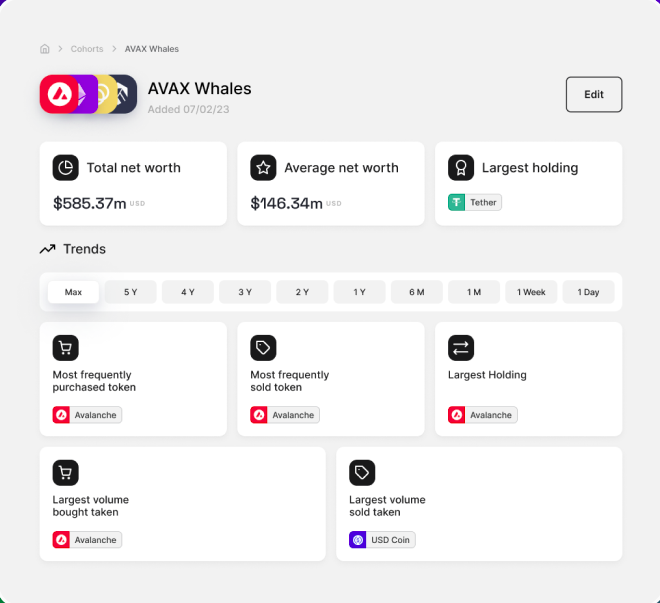 Cohorts
AVAX Whales
AVAX Whales
Added 07/02/23
Edit
Total net worth
$585.37m USD
Average net worth
$146.34m USD
Largest holding
Tether
Trends
Max
5 Y
4 Y
3 Y
2 Y
1 Y
6 M
1 M
1 Week
1 Day
Most frequently
purchased token
Avalanche
Most frequently
sold token
Avalanche
Largest Holding
Avalanche
Largest volume
bought taken
Avalanche
Largest volume
sold taken
USD Coin